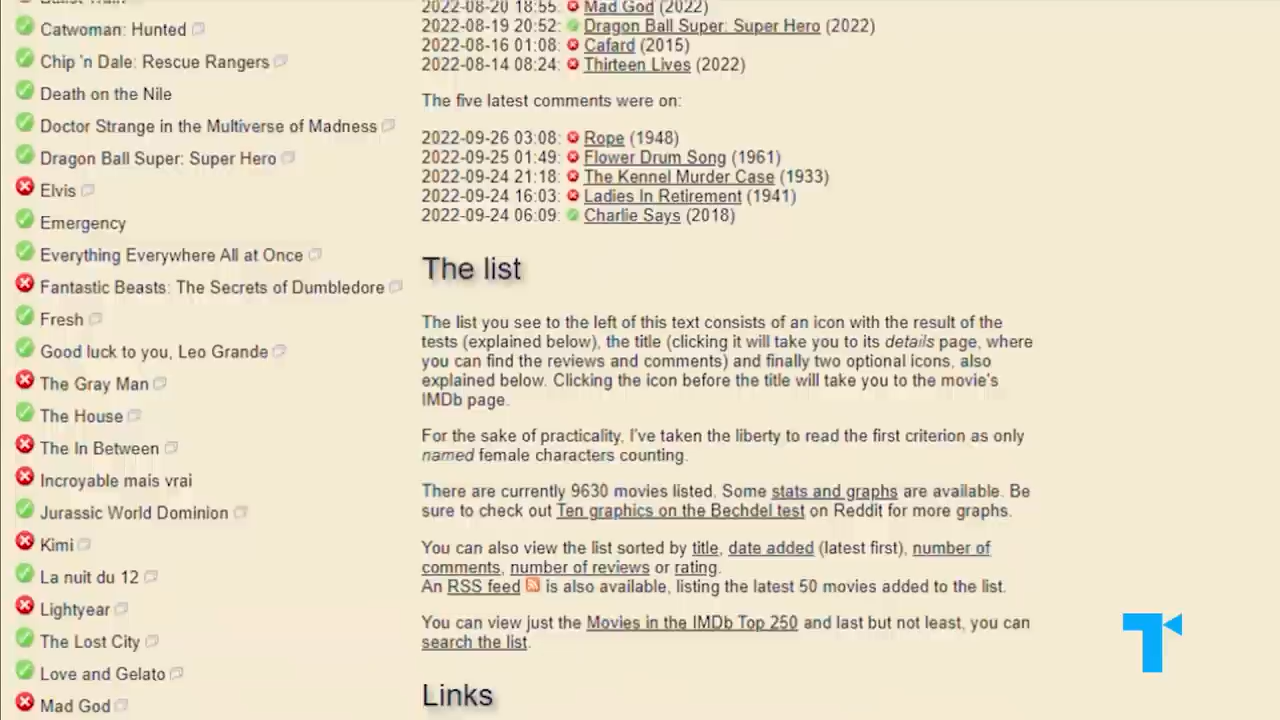 Catwoman: Hunted
Chip 'n Dale: Rescue Rangers
Death on the Nile
Doctor Strange in the Multiverse of Madness
Dragon Ball Super: Super Hero
Elvis
Emergency
Everything Everywhere All at Once
Fantastic Beasts: The Secrets of Dumbledore
Fresh
Good luck to you, Leo Grande
The Gray Man
The House
The In Between
Incroyable mais vrai
Jurassic World Dominion
Kimi
La nuit du 12
Lightyear
The Lost City
Love and Gelato
Mad God
2022-08-20 18:55: Mad God (2022)
2022-08-19 20:52: Dragon Ball Super: Super Hero (2022)
2022-08-16 01:08: Cafard (2015)
2022-08-14 08:24: Thirteen Lives (2022)
The five latest comments were on:
2022-09-26 03:08: Rope (1948)
2022-09-25 01:49: Flower Drum Song (1961)
2022-09-24 21:18: The Kennel Murder Case (1933)
2022-09-24 16:03: Ladies In Retirement (1941)
2022-09-24 06:09: Charlie Says (2018)
The list
The list you see to the left of this text consists of an icon with the result of the
tests (explained below), the title (clicking it will take you to its details page, where
you can find the reviews and comments) and finally two optional icons, also
explained below. Clicking the icon before the title will take you to the movie's
IMDb page.
For the sake of practicality, I've taken the liberty to read the first criterion as only
named female characters counting.
There are currently 9630 movies listed. Some stats and graphs are available. Be
sure to check out Ten graphics on the Bechdel test on Reddit for more graphs.
You can also view the list sorted by title, date added (latest first), number of
comments, number of reviews or rating.
An RSS feed is also available, listing the latest 50 movies added to the list.
You can view just the Movies in the IMDb Top 250 and last but not least, you can
search the list.
Links